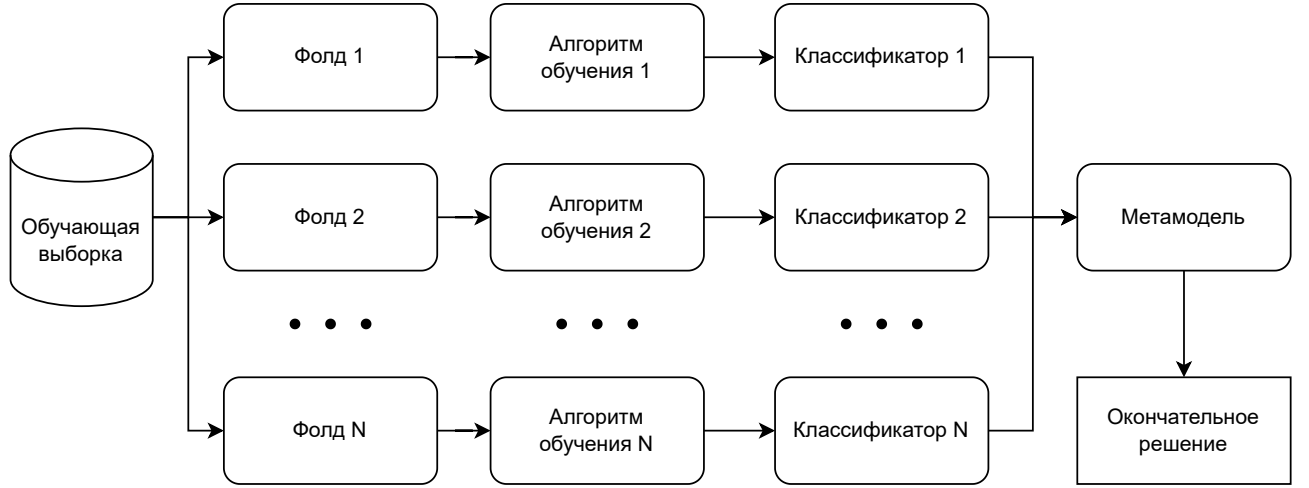 Фолд 1
Алгоритм
обучения 1
Классификатор 1
Обучающая
выборка
Фолд 2
Алгоритм
обучения 2
Классификатор 2
Метамодель
Фолд N
Алгоритм
обучения N
Классификатор N
Окончательное
решение